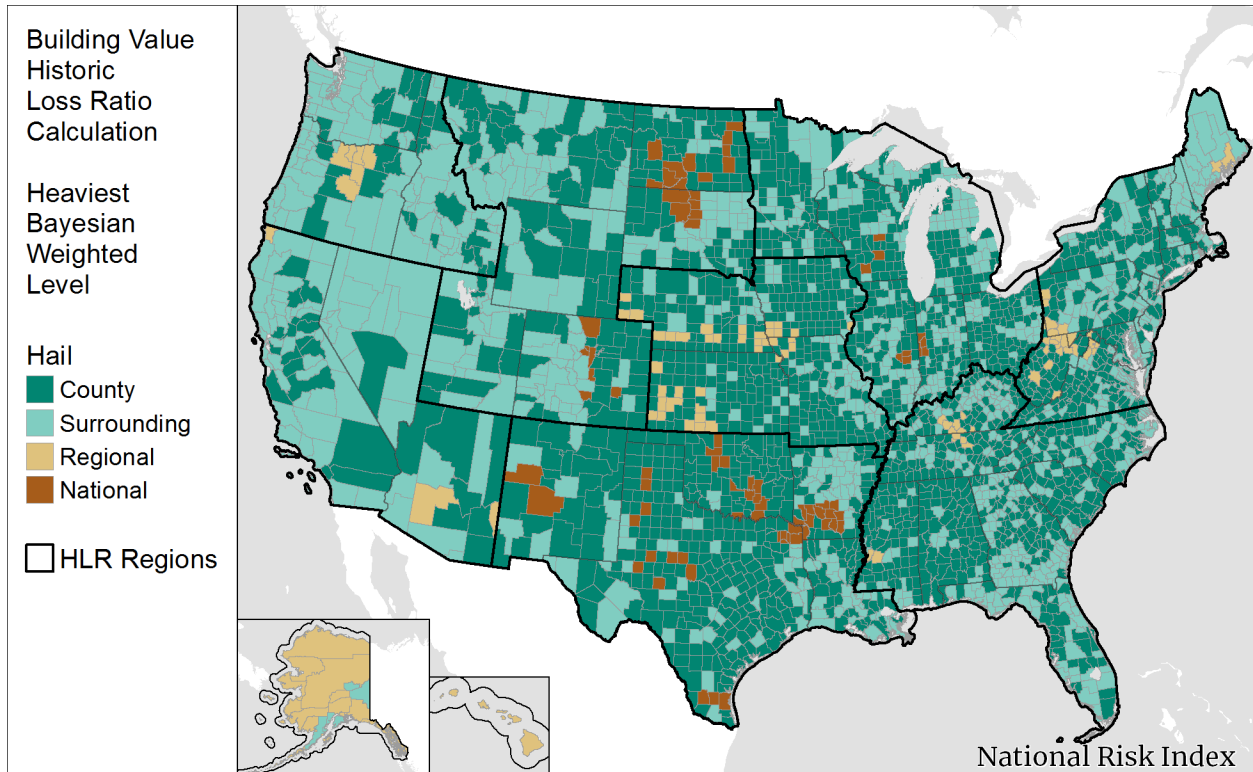 Building Value
Historic
Loss Ratio
Calculation
Heaviest
Bayesian
Weighted
Level
Hail
County
Surrounding
Regional
National
HLR Regions
National Risk Index